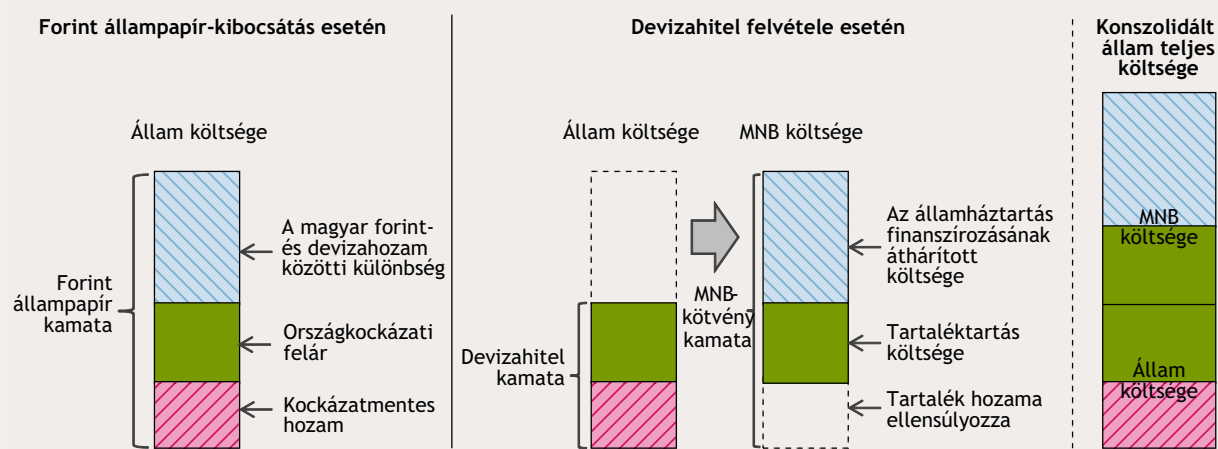 Forint állampapír-kibocsátás esetén
Állam költsége
A magyar forint-
és devizahozam
közötti különbség
Forint
állampapír
kamata
Országkockázati
felár
Kockázatmentes
hozam
Devizahitel felvétele esetén
Állam költsége
MNB költsége
Devizahitel
kamata
MNB-
kötvény
kamata
Az államháztartás
finanszírozásának
áthárított
költsége
Tartaléktartás
költsége
Tartalék hozama
ellensúlyozza
Konszolidált
állam teljes
költsége
MNB
költsége
Állam
költsége